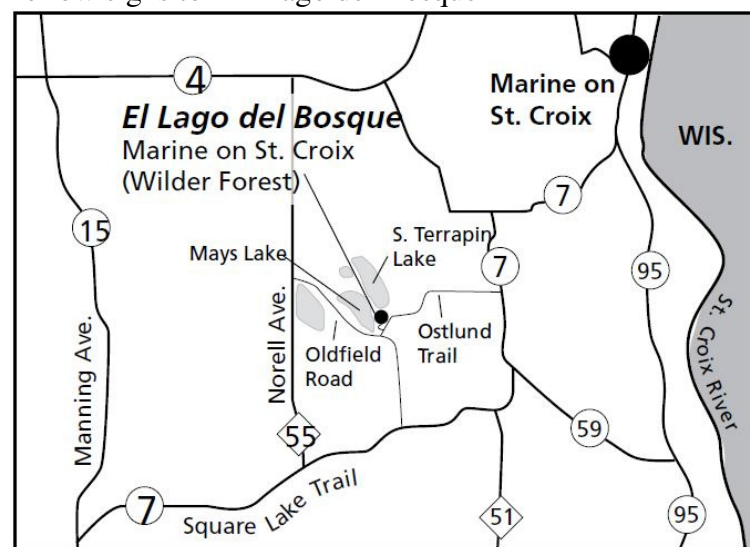 4
El Lago del Bosque
Marine on St. Croix
(Wilder Forest)
Marine on
St. Croix
WIS.
7
15
Mays Lake
S. Terrapin
Lake
7
95
Manning Ave.
Norell Ave.
Oldfield
Road
Ostlund
Trail
St. Croix River
55
59
7
Square Lake Trail
51
95